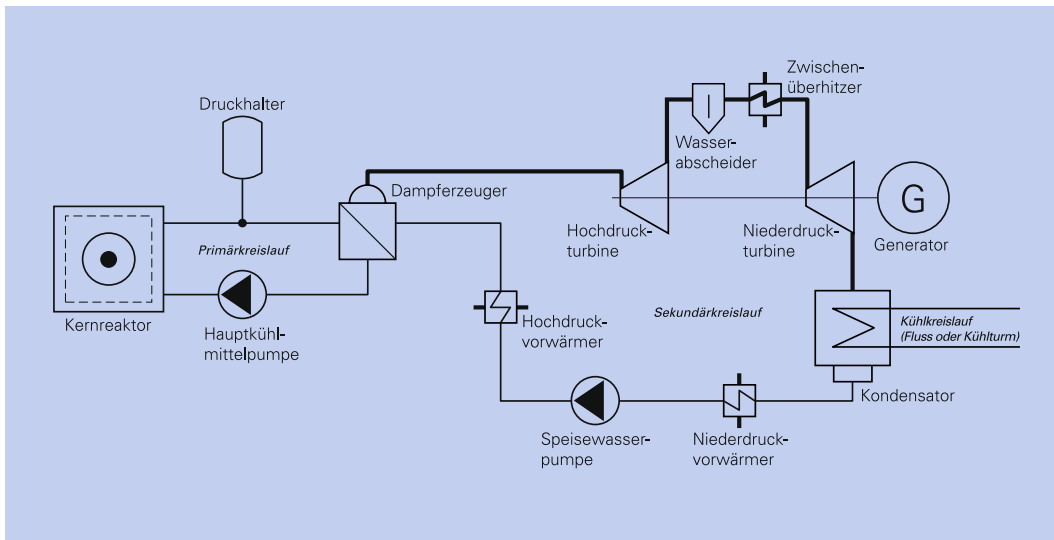 Zwischen-
überhitzer
Druckhalter
Wasser-
abscheider
Dampferzeuger
G
Hochdruck-
turbine
Niederdruck-
turbine
Generator
Primärkreislauf
Kernreaktor
Hauptkühl-
mittelpumpe
Hochdruck-
vorwärmer
Sekundärkreislauf
Kühlkreislauf
(Fluss oder Kühlturm)
Kondensator
Speisewasser-
pumpe
Niederdruck-
vorwärmer